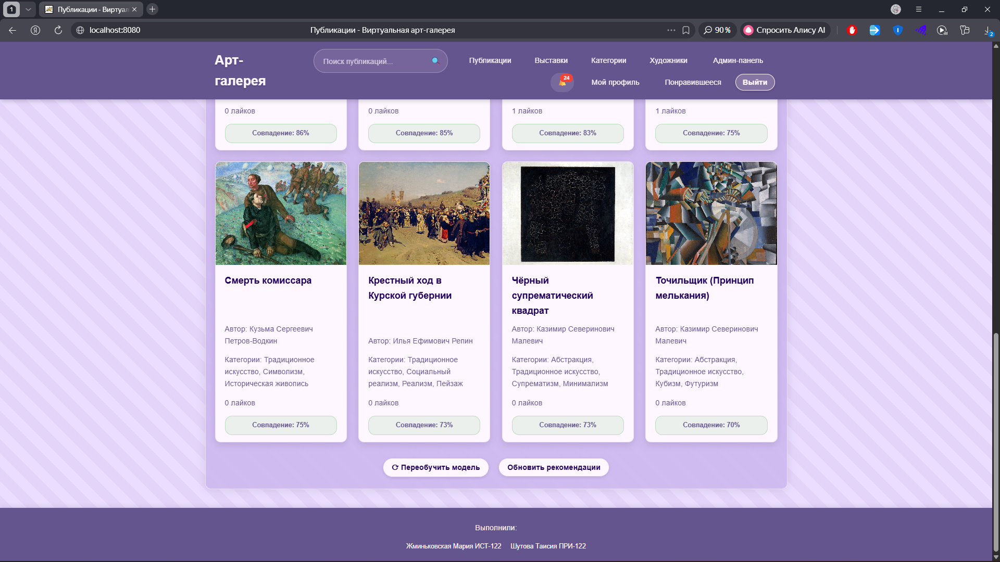 1
Публикации - Виртуал
localhost:8080
Публикации - Виртуальная арт-галерея
90 %
Спросить Алису AI
2
Арт-
галерея
Поиск публикаций...
Публикации
Выставки
Категории
Художники
Админ-панель
24
Мой профиль
Понравившееся
Выйти
0 лайков
0 лайков
1 лайков
1 лайков
Совпадение: 86%
Совпадение: 85%
Совпадение: 83%
Совпадение: 75%
Смерть комиссара
Автор: Кузьма Сергеевич
Петров-Водкин
Категории: Традиционное
искусство, Символизм,
Историческая живопись
0 лайков
Совпадение: 75%
Крестный ход в
Курской губернии
Автор: Илья Ефимович Репин
Категории: Традиционное
искусство, Социальный
реализм, Реализм, Пейзаж
0 лайков
Совпадение: 73%
Чёрный
супрематический
квадрат
Автор: Казимир Северинович
Малевич
Категории: Абстракция,
Традиционное искусство,
Супрематизм, Минимализм
0 лайков
Совпадение: 73%
Точильщик (Принцип
мелькания)
Автор: Казимир Северинович
Малевич
Категории: Абстракция,
Традиционное искусство,
Кубизм, Футуризм
0 лайков
Совпадение: 70%
Переобучить модель
Обновить рекомендации
Выполнили:
Жминьковская Мария ИСТ-122
Шутова Таисия ПРИ-122